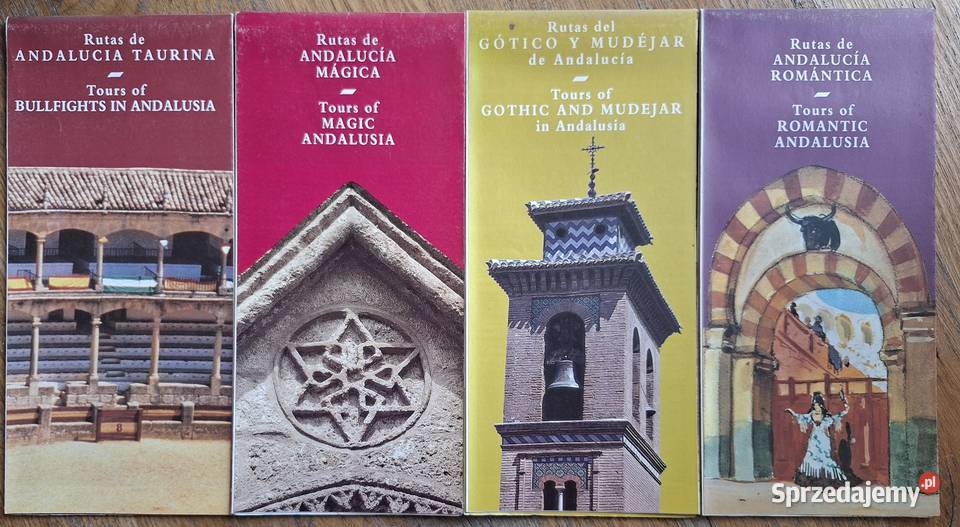 Rutas de
ANDALUCIA TAURINA
Tours of
BULLFIGHTS IN ANDALUSIA
8
Rutas de
ANDALUCÍA
MÁGICA
Tours of
MAGIC
ANDALUSIA
Rutas del
GÓTICO Y MUDÉJAR
de Andalucía
Tours of
GOTHIC AND MUDEJAR
in Andalusia
Rutas de
ANDALUCÍA
ROMÁNTICA
Tours of
ROMANTIC
ANDALUSIA
Sprzedajemy.pl